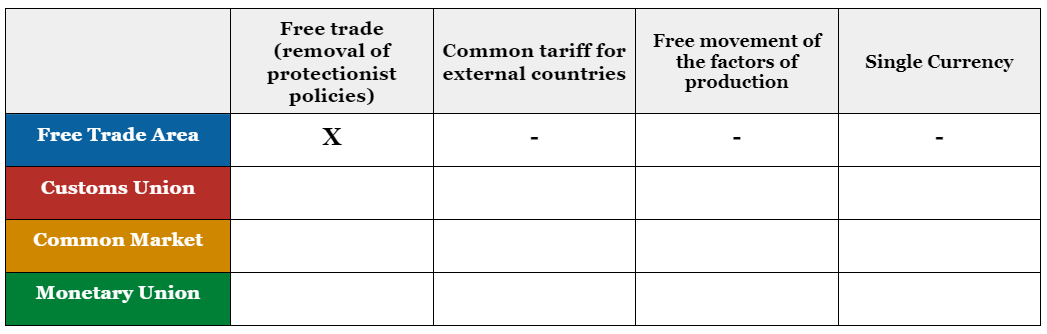 Free trade
(removal of
protectionist
policies)
Common tariff for
external countries
Free movement of
the factors of
production
Single Currency
Free Trade Area
X
-
-
-
Customs Union
Common Market
Monetary Union